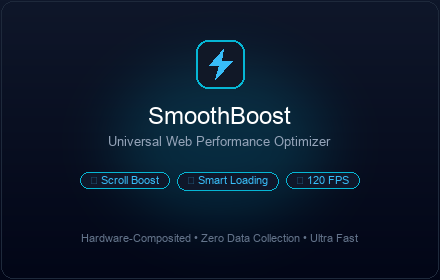 SmoothBoost
Universal Web Performance Optimizer
Scroll Boost Smart Loading 120 FPS
Hardware-Composited • Zero Data Collection • Ultra Fast